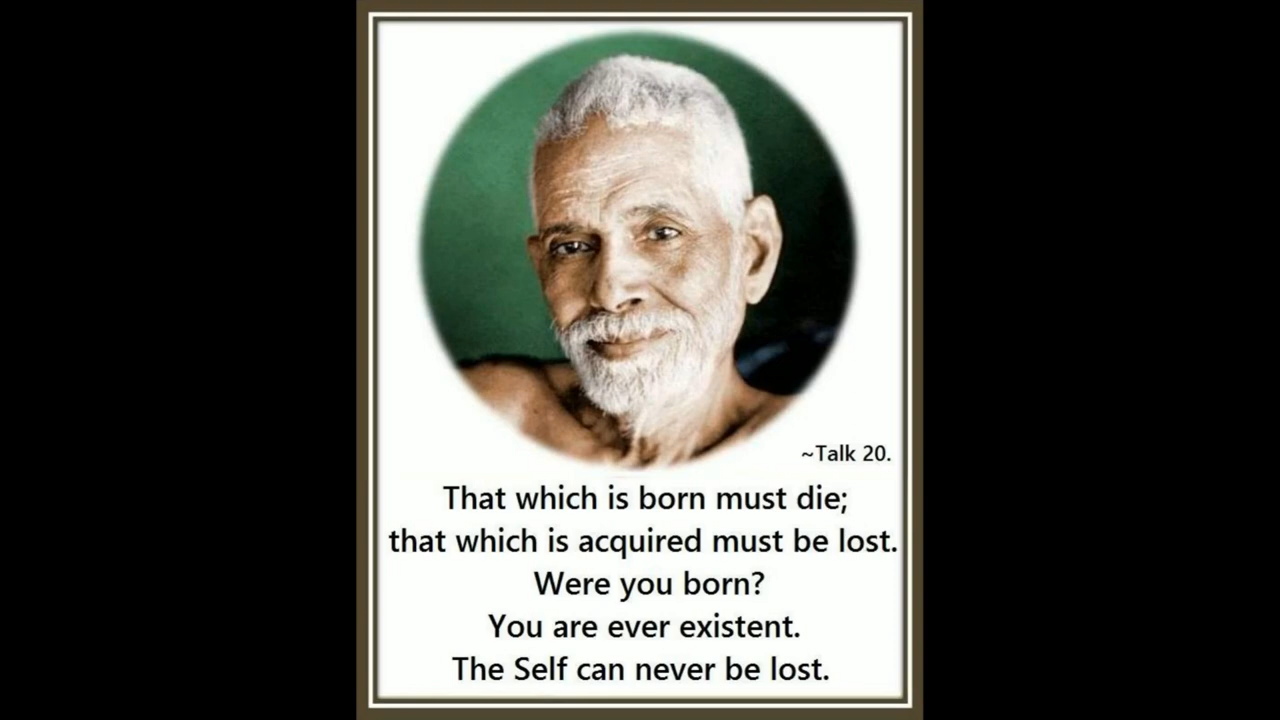 ~Talk 20.
That which is born must die;
that which is acquired must be lost.
Were you born?
You are ever existent.
The Self can never be lost.